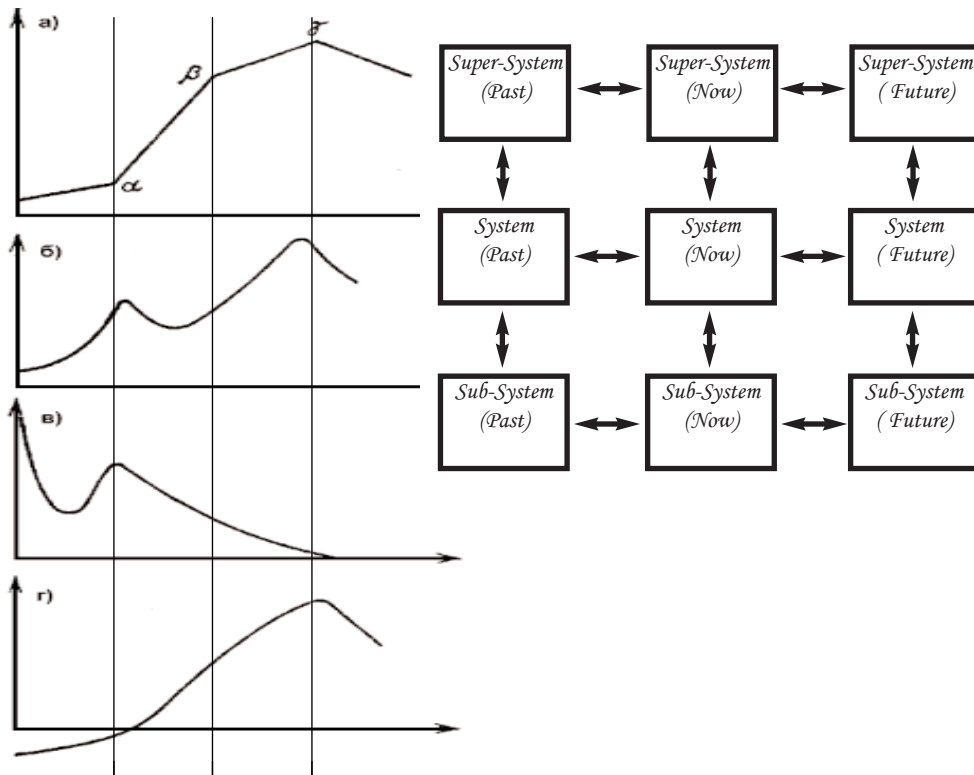 а)
α
β
γ
б)
в)
г)
Super-System
(Past)
Super-System
(Now)
Super-System
( Future)
System
(Past)
System
(Now)
System
( Future)
Sub-System
(Past)
Sub-System
(Now)
Sub-System
( Future)